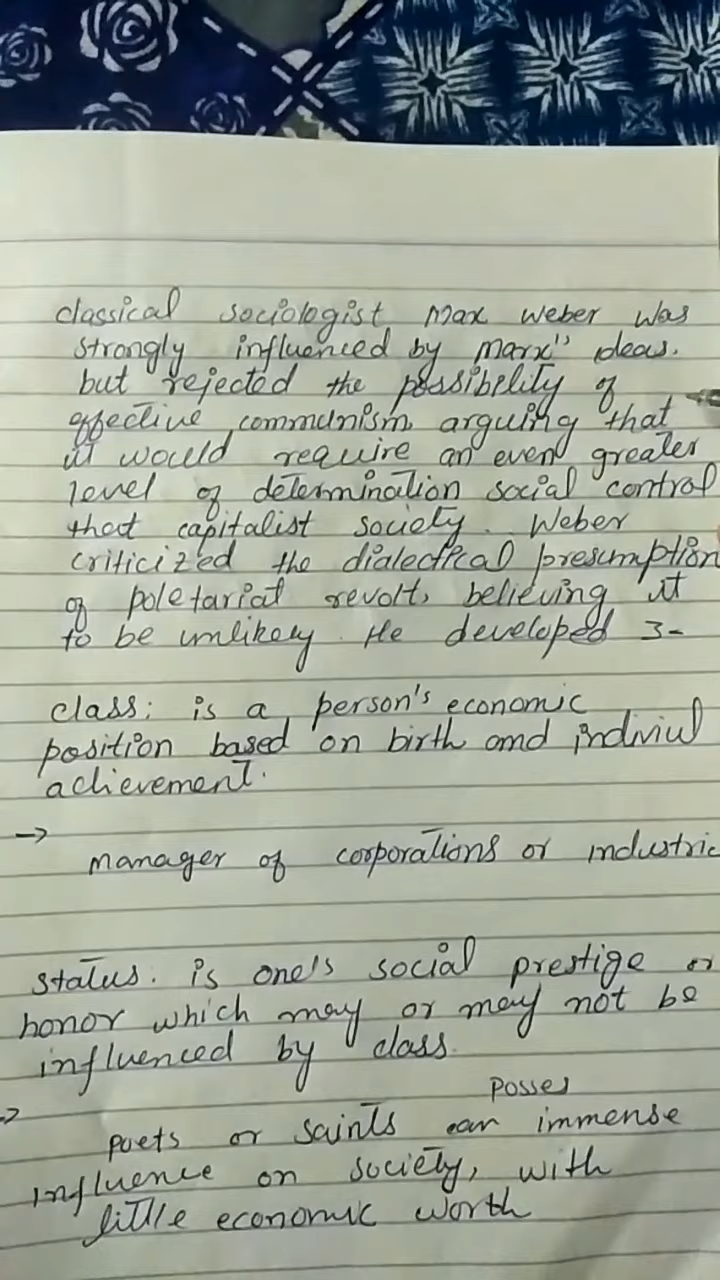 classical sociologist Max Weber was
strongly influenced by Marx's ideas.
but rejected the possibility of
effective communism, arguing that
it would require an even greater
level of determination social control
that capitalist society. Weber
criticized the dialectical presumption
of poletariat revolt, believing it
to be unlikely. He developed 3-
class: is a person's economic
position based on birth and indiviul
achievement.
→
manager of corporations or industrie
status: is one's social prestige or
honor which may or may not be
influenced by class.
posses
→ poets or saints can immense
influence on society, with
little economic worth